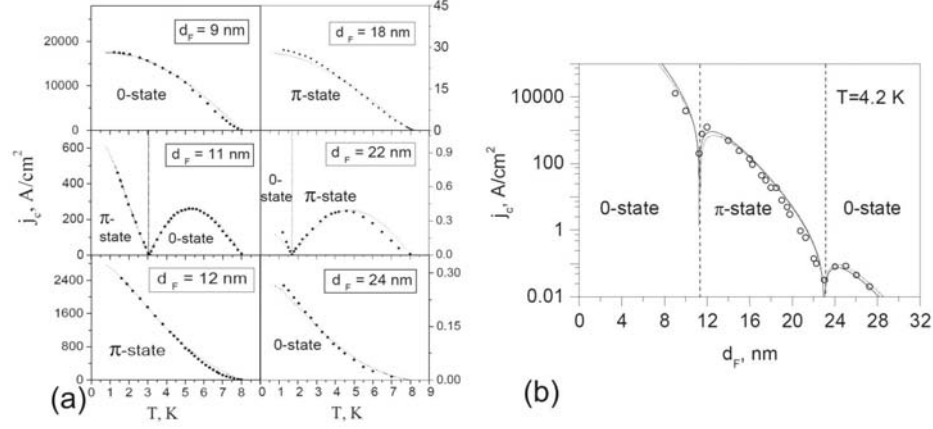 d_F = 9 nm
0-state
20000
15000
10000
5000
0
d_F = 18 nm
π-state
45
30
15
0
d_F = 11 nm
π-
state
0-state
600
400
200
0
d_F = 22 nm
0-
state
π-state
0.9
0.6
0.3
0.0
d_F = 12 nm
π-state
2400
1600
800
0
d_F = 24 nm
0-state
0.30
0.15
0.00
j_c, A/cm²
0 1 2 3 4 5 6 7 8
0 1 2 3 4 5 6 7 8 9
T, K
T, K
(a)
T=4.2 K
0-state
π-state
0-state
10000
100
1
0.01
j_c, A/cm²
0 4 8 12 16 20 24 28 32
d_F, nm
(b)